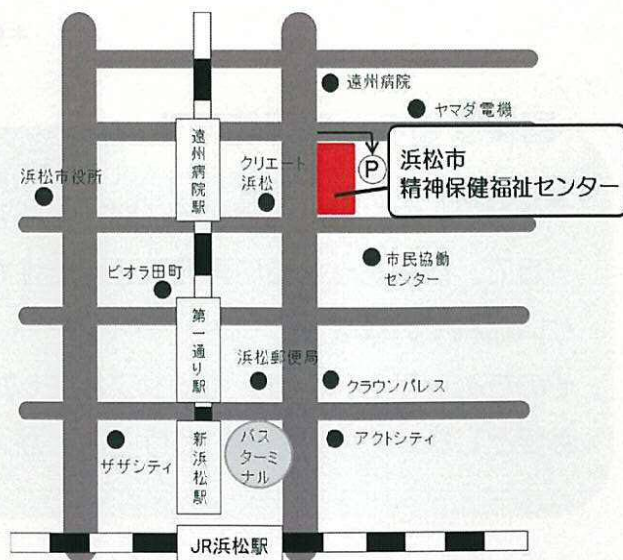 遠州病院
ヤマダ電機
遠州病院駅
クリエート
浜松
P
浜松市
精神保健福祉センター
浜松市役所
市民協働
センター
ビオラ田町
第一通り駅
浜松郵便局
クラウンパレス
新浜松駅
バス
ターミ
ナル
アクトシティ
ザザシティ
JR浜松駅